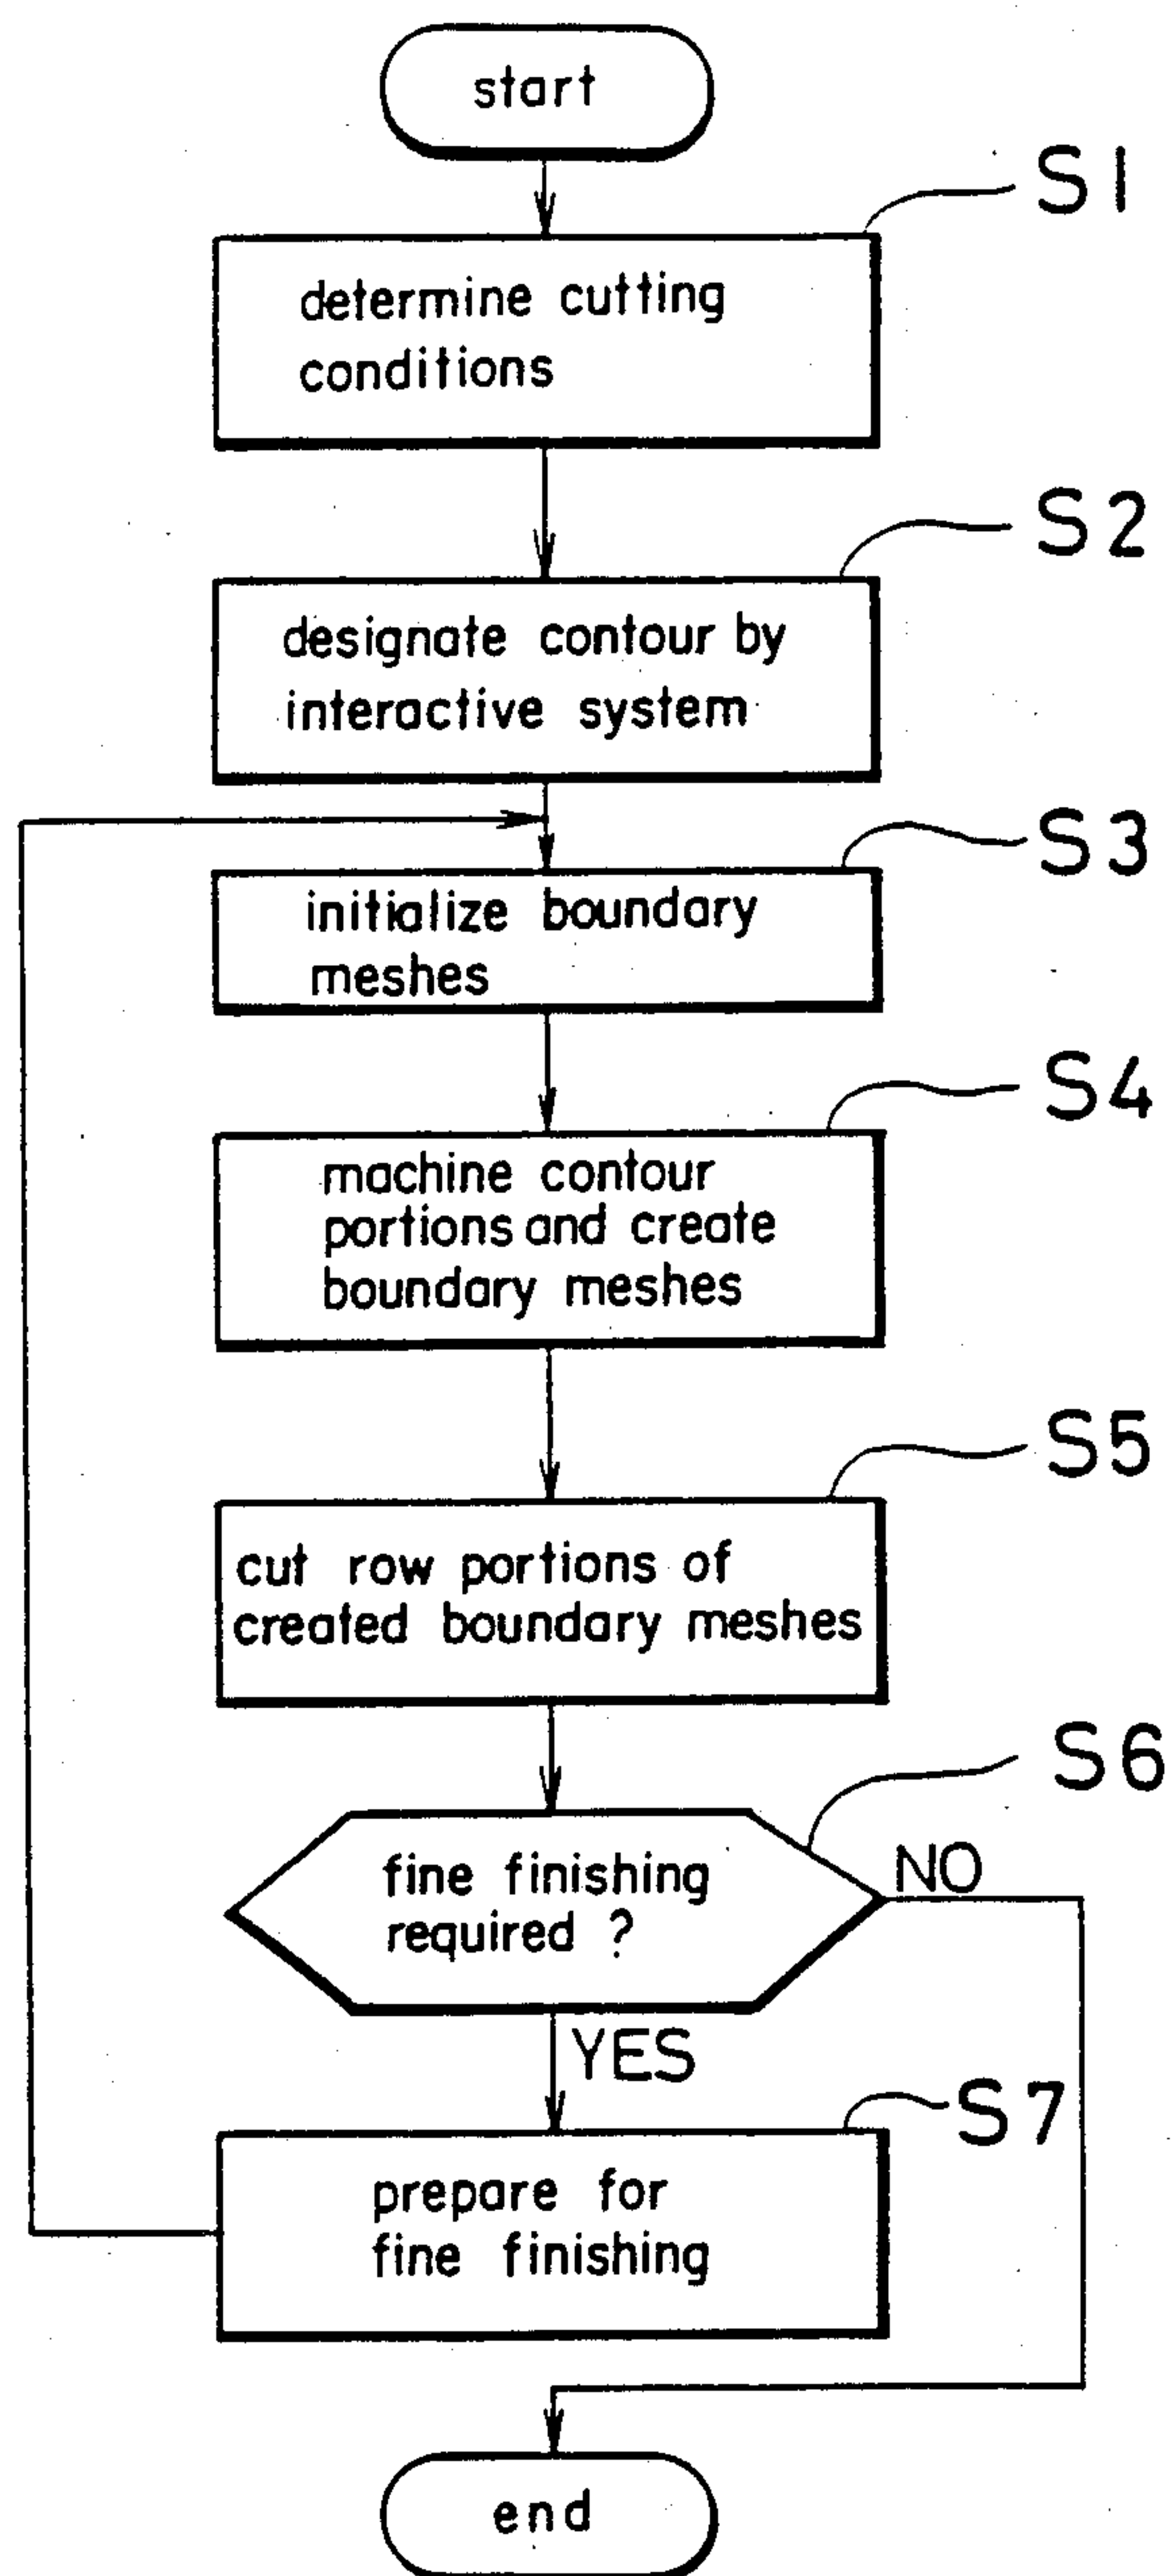 start
S1
determine cutting
conditions
S2
designate contour by
interactive system
S3
initialize boundary
meshes
S4
machine contour
portions and create
boundary meshes
S5
cut row portions of
created boundary meshes
S6
fine finishing
required ?
NO
YES
S7
prepare for
fine finishing
end